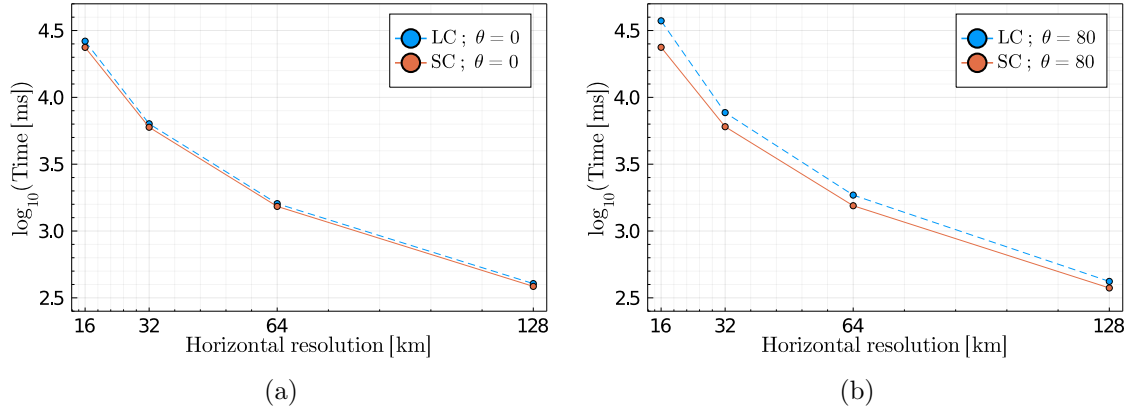 4.5
4.0
3.5
3.0
2.5
log₁₀(Time [ms])
LC ; θ = 0
SC ; θ = 0
16 32 64 128
Horizontal resolution [km]
(a)
4.5
4.0
3.5
3.0
2.5
log₁₀(Time [ms])
LC ; θ = 80
SC ; θ = 80
16 32 64 128
Horizontal resolution [km]
(b)